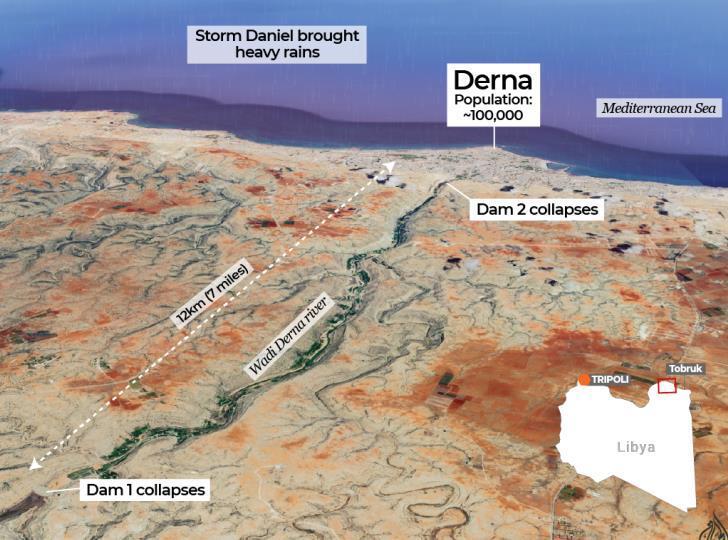 Storm Daniel brought
heavy rains
Derna
Population:
~100,000
Mediterranean Sea
Dam 2 collapses
12km (7 miles)
Wadi Derna river
Tobruk
TRIPOLI
Libya
Dam 1 collapses